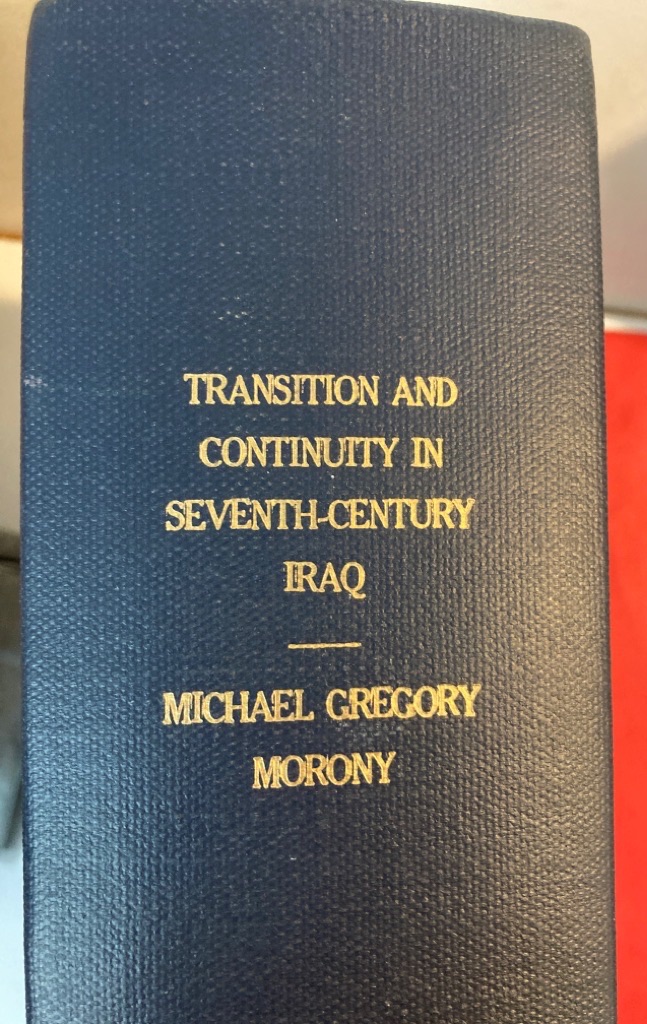 TRANSITION AND
CONTINUITY IN
SEVENTH-CENTURY
IRAQ
MICHAEL GREGORY
MORONY